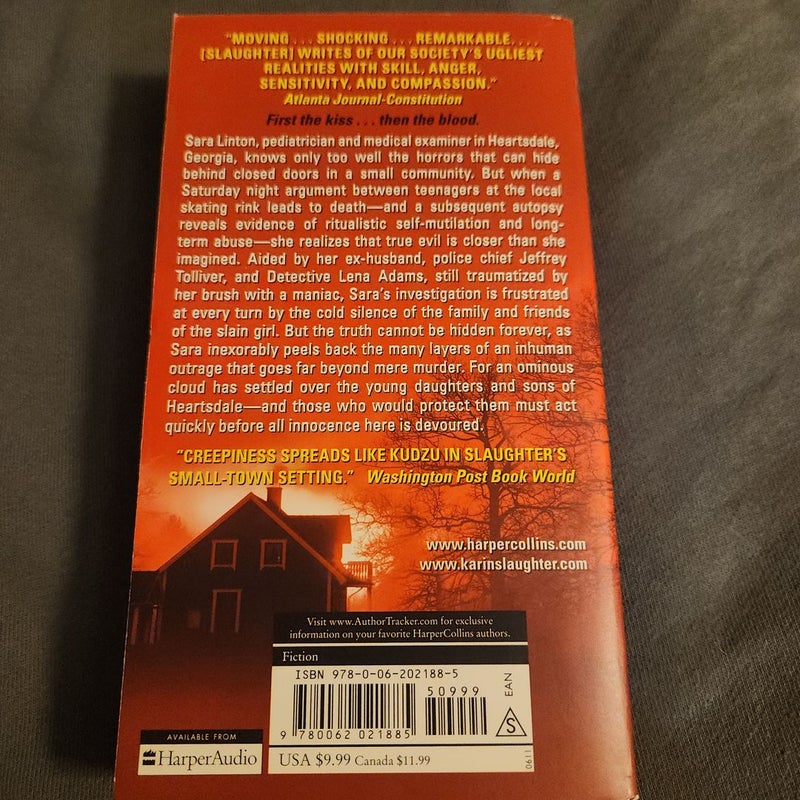 "MOVING . . . SHOCKING . . . REMARKABLE. . . .
[SLAUGHTER] WRITES OF OUR SOCIETY'S UGLIEST
REALITIES WITH SKILL, ANGER,
SENSITIVITY, AND COMPASSION."
Atlanta Journal-Constitution
First the kiss . . . then the blood.
Sara Linton, pediatrician and medical examiner in Heartsdale,
Georgia, knows only too well the horrors that can hide
behind closed doors in a small community. But when a
Saturday night argument between teenagers at the local
skating rink leads to death—and a subsequent autopsy
reveals evidence of ritualistic self-mutilation and long-
term abuse—she realizes that true evil is closer than she
imagined. Aided by her ex-husband, police chief Jeffrey
Tolliver, and Detective Lena Adams, still traumatized by
her brush with a maniac, Sara's investigation is frustrated
at every turn by the cold silence of the family and friends
of the slain girl. But the truth cannot be hidden forever, as
Sara inexorably peels back the many layers of an inhuman
outrage that goes far beyond mere murder. For an ominous
cloud has settled over the young daughters and sons of
Heartsdale—and those who would protect them must act
quickly before all innocence here is devoured.
"CREEPINESS SPREADS LIKE KUDZU IN SLAUGHTER'S
SMALL-TOWN SETTING." Washington Post Book World
www.harpercollins.com
www.karinslaughter.com
Visit www.AuthorTracker.com for exclusive
information on your favorite HarperCollins authors.
Fiction
ISBN 978-0-06-202188-5
50999
EAN
S
9 780062 021885
AVAILABLE FROM
HarperAudio
USA $9.99 Canada $11.99
0611